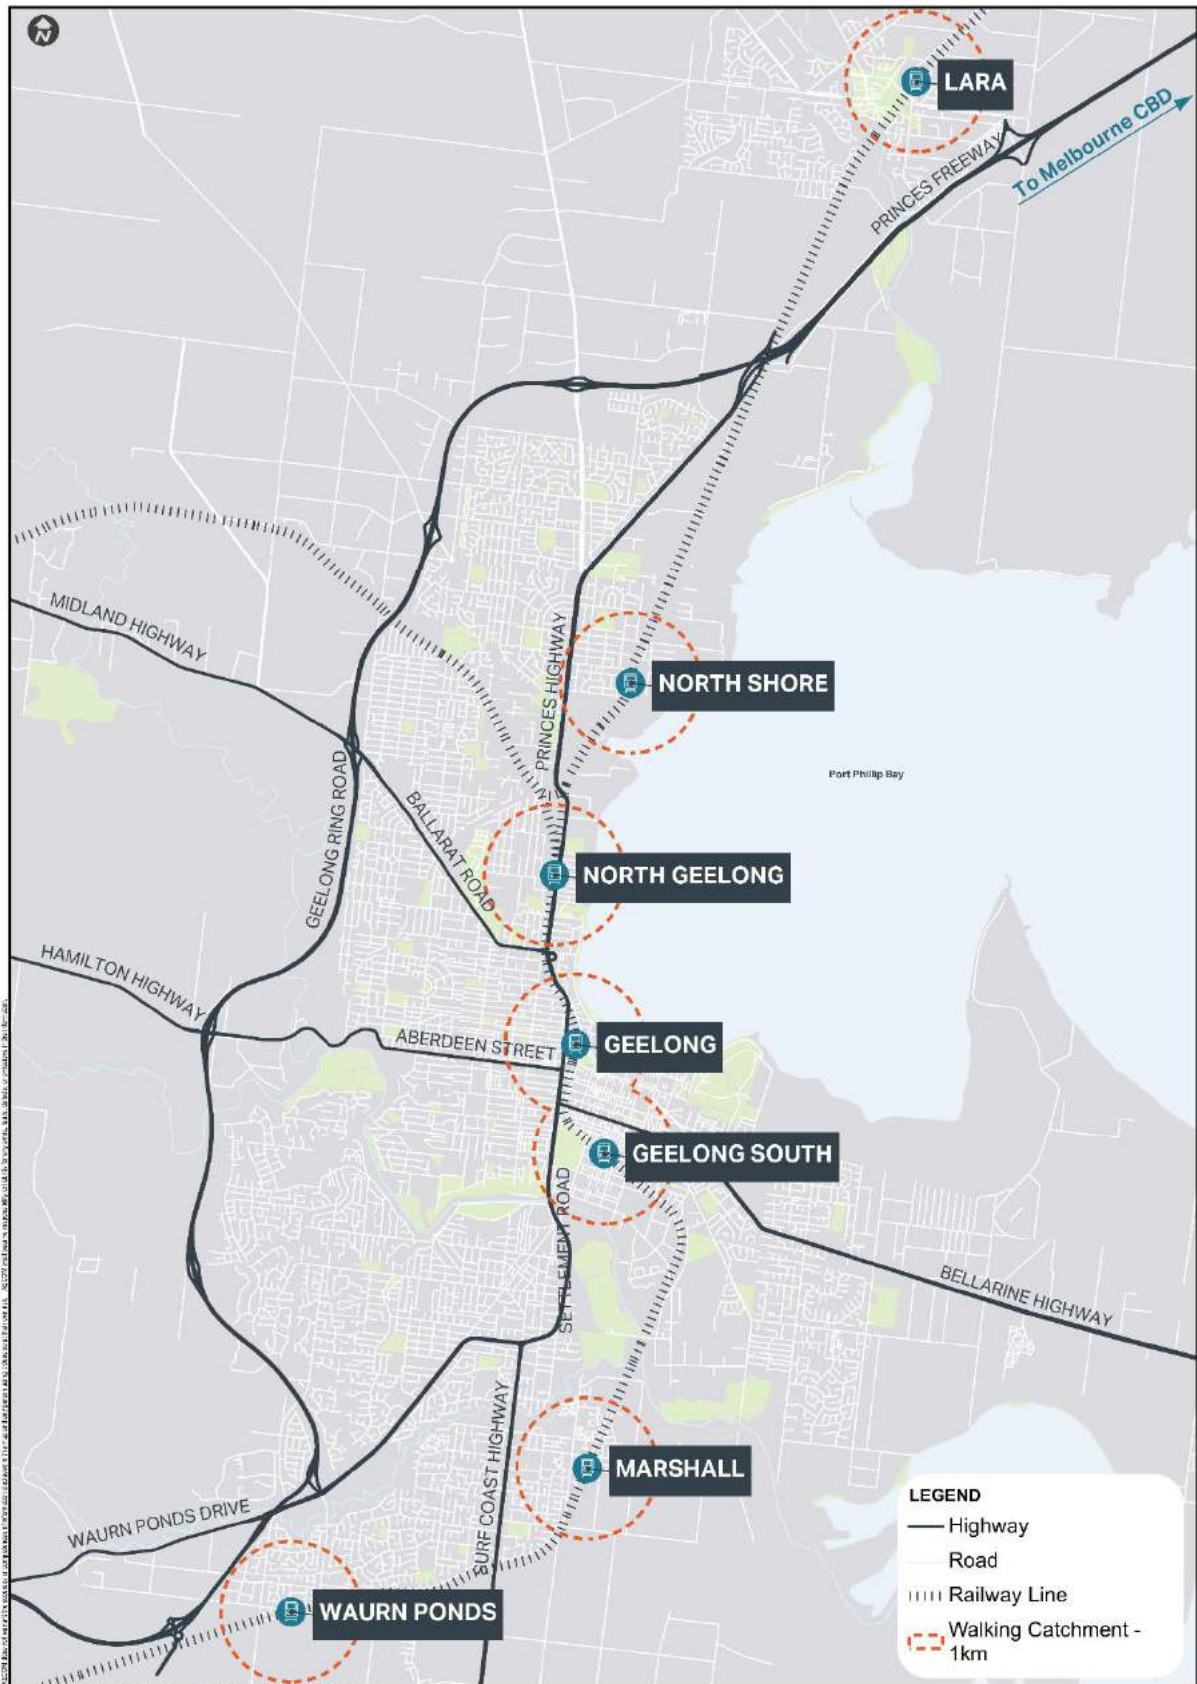 N
LARA
To Melbourne CBD
PRINCES FREEWAY
MIDLAND HIGHWAY
PRINCES HIGHWAY
NORTH SHORE
Port Phillip Bay
GEELONG RING ROAD
BALLARAT ROAD
NORTH GEELONG
HAMILTON HIGHWAY
ABERDEEN STREET
GEELONG
GEELONG SOUTH
SETTLEMENT ROAD
BELLARINE HIGHWAY
SURF COAST HIGHWAY
MARSHALL
WAURN PONDS DRIVE
WAURN PONDS
LEGEND
Highway
Road
Railway Line
Walking Catchment -
1km